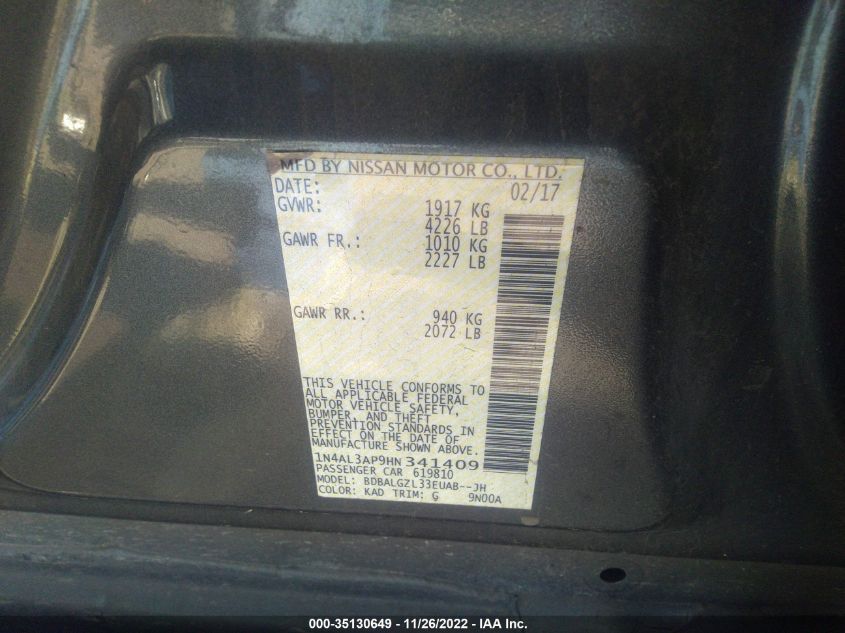 MFD BY NISSAN MOTOR CO., LTD.
DATE: 02/17
GVWR: 1917 KG
4226 LB
GAWR FR.: 1010 KG
2227 LB
GAWR RR.: 940 KG
2072 LB
THIS VEHICLE CONFORMS TO
ALL APPLICABLE FEDERAL
MOTOR VEHICLE SAFETY,
BUMPER, AND THEFT
PREVENTION STANDARDS IN
EFFECT ON THE DATE OF
MANUFACTURE SHOWN ABOVE.
1N4AL3AP9HN 341409
PASSENGER CAR 619810
MODEL: BDBALGZL33EUAB--JH
COLOR: KAD TRIM: G 9N00A
000-35130649 - 11/26/2022 - IAA Inc.